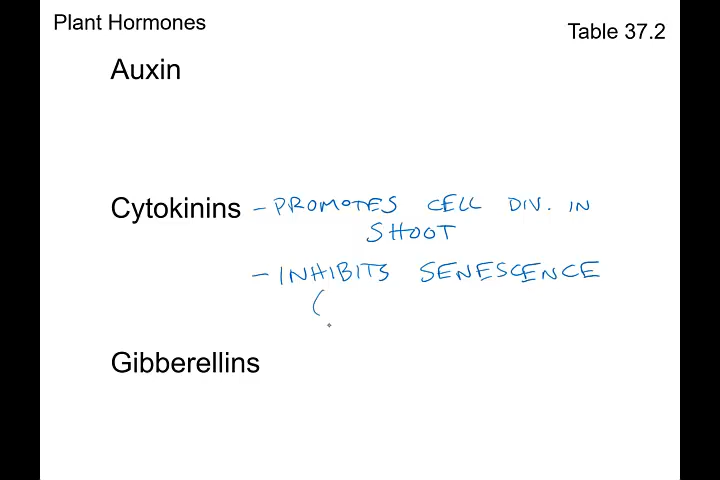 Plant Hormones
Table 37.2
Auxin
Cytokinins - PROMOTES CELL DIV. IN
SHOOT
- INHIBITS SENESCENCE
(
Gibberellins